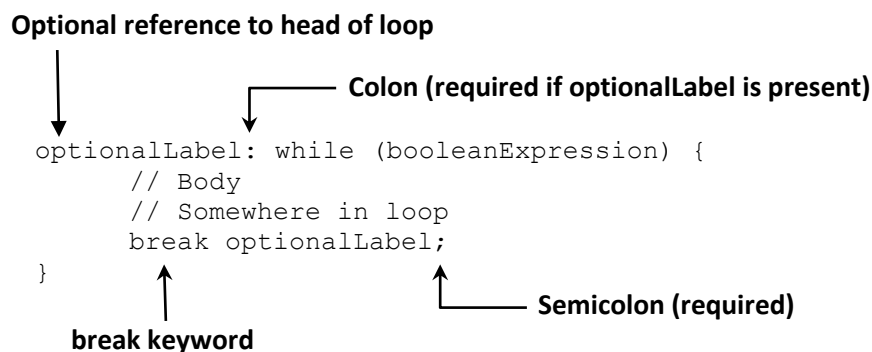 Optional reference to head of loop
Colon (required if optionalLabel is present)
optionalLabel: while (booleanExpression) {
// Body
// Somewhere in loop
break optionalLabel;
}
Semicolon (required)
break keyword